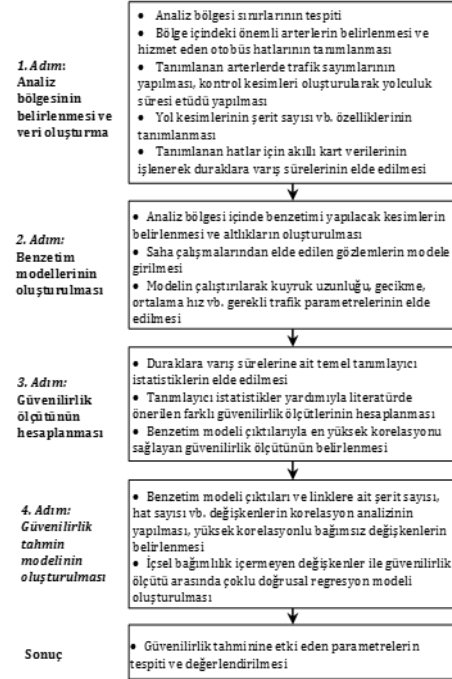 1. Adım:
Analiz
bölgesinin
belirlenmesi ve
veri oluşturma
● Analiz bölgesi sınırlarının tespiti
● Bölge içindeki önemli arterlerin belirlenmesi ve
hizmet eden otobüs hatlarının tanımlanması
● Tanımlanan arterlerde trafik sayımlarının
yapılması, kontrol kesimleri oluşturularak yolculuk
süresi etüdü yapılması
● Yol kesimlerinin şerit sayısı vb. özelliklerinin
tanımlanması
● Tanımlanan hatlar için akıllı kart verilerinin
işlenerek duraklara varış sürelerinin elde edilmesi
2. Adım:
Benzetim
modellerinin
oluşturulması
● Analiz bölgesi içinde benzetimi yapılacak kesimlerin
belirlenmesi ve altlıkların oluşturulması
● Saha çalışmalarından elde edilen gözlemlerin modele
girilmesi
● Modelin çalıştırılarak kuyruk uzunluğu, gecikme,
ortalama hız vb. gerekli trafik parametrelerinin elde
edilmesi
3. Adım:
Güvenilirlik
ölçütünün
hesaplanması
● Duraklara varış sürelerine ait temel tanımlayıcı
istatistiklerin elde edilmesi
● Tanımlayıcı istatistikler yardımıyla literatürde
önerilen farklı güvenilirlik ölçütlerinin hesaplanması
● Benzetim modeli çıktılarıyla en yüksek korelasyonu
sağlayan güvenilirlik ölçütünün belirlenmesi
4. Adım:
Güvenilirlik
tahmin
modelinin
oluşturulması
● Benzetim modeli çıktıları ve linklere ait şerit sayısı,
hat sayısı vb. değişkenlerin korelasyon analizinin
yapılması, yüksek korelasyonlu bağımsız değişkenlerin
belirlenmesi
● İçsel bağımlılık içermeyen değişkenler ile güvenilirlik
ölçütü arasında çoklu doğrusal regresyon modeli
oluşturulması
Sonuç
● Güvenilirlik tahminine etki eden parametrelerin
tespiti ve değerlendirilmesi